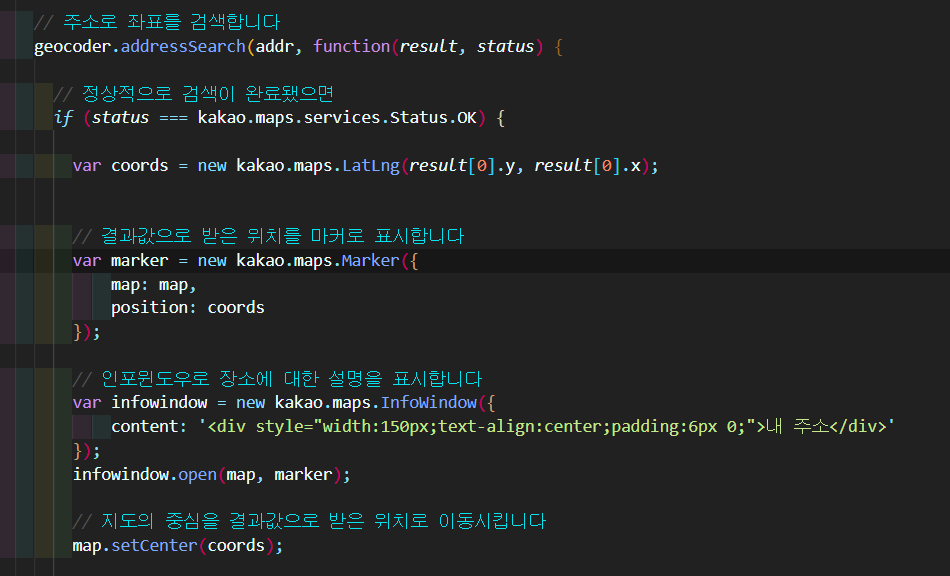 // 주소로 좌표를 검색합니다
geocoder.addressSearch(addr, function(result, status) {
// 정상적으로 검색이 완료됐으면
if (status === kakao.maps.services.Status.OK) {
var coords = new kakao.maps.LatLng(result[0].y, result[0].x);
// 결과값으로 받은 위치를 마커로 표시합니다
var marker = new kakao.maps.Marker({
map: map,
position: coords
});
// 인포윈도우로 장소에 대한 설명을 표시합니다
var infowindow = new kakao.maps.InfoWindow({
content: '<div style="width:150px;text-align:center;padding:6px 0;">내 주소</div>'
});
infowindow.open(map, marker);
// 지도의 중심을 결과값으로 받은 위치로 이동시킵니다
map.setCenter(coords);